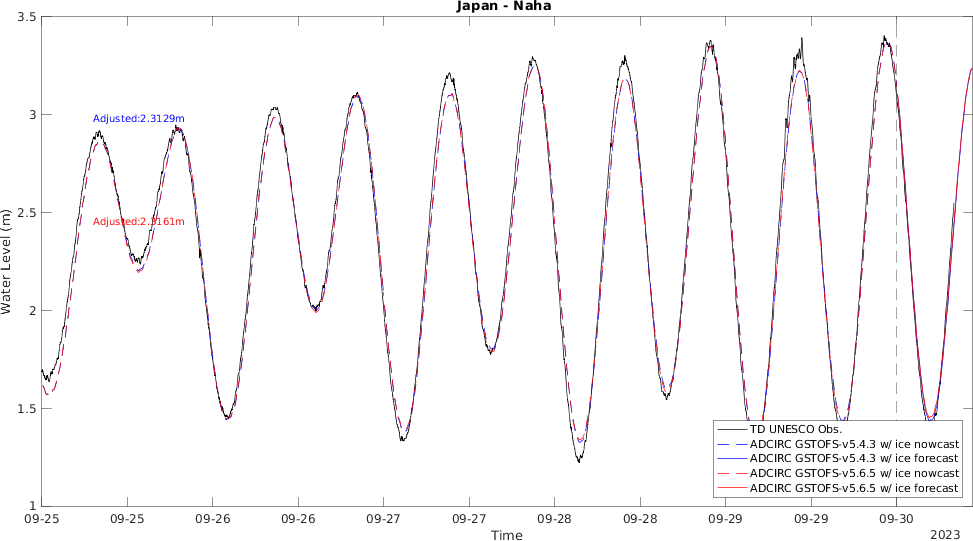 Japan - Naha
3.5
3
2.5
2
1.5
1
Water Level (m)
Adjusted:2.3129m
Adjusted:2.3161m
TD UNESCO Obs.
ADCIRC GSTOFS-v5.4.3 w/ ice nowcast
ADCIRC GSTOFS-v5.4.3 w/ ice forecast
ADCIRC GSTOFS-v5.6.5 w/ ice nowcast
ADCIRC GSTOFS-v5.6.5 w/ ice forecast
09-25 09-25 09-26 09-26 09-27 09-27 09-28 09-28 09-29 09-29 09-30
Time
2023